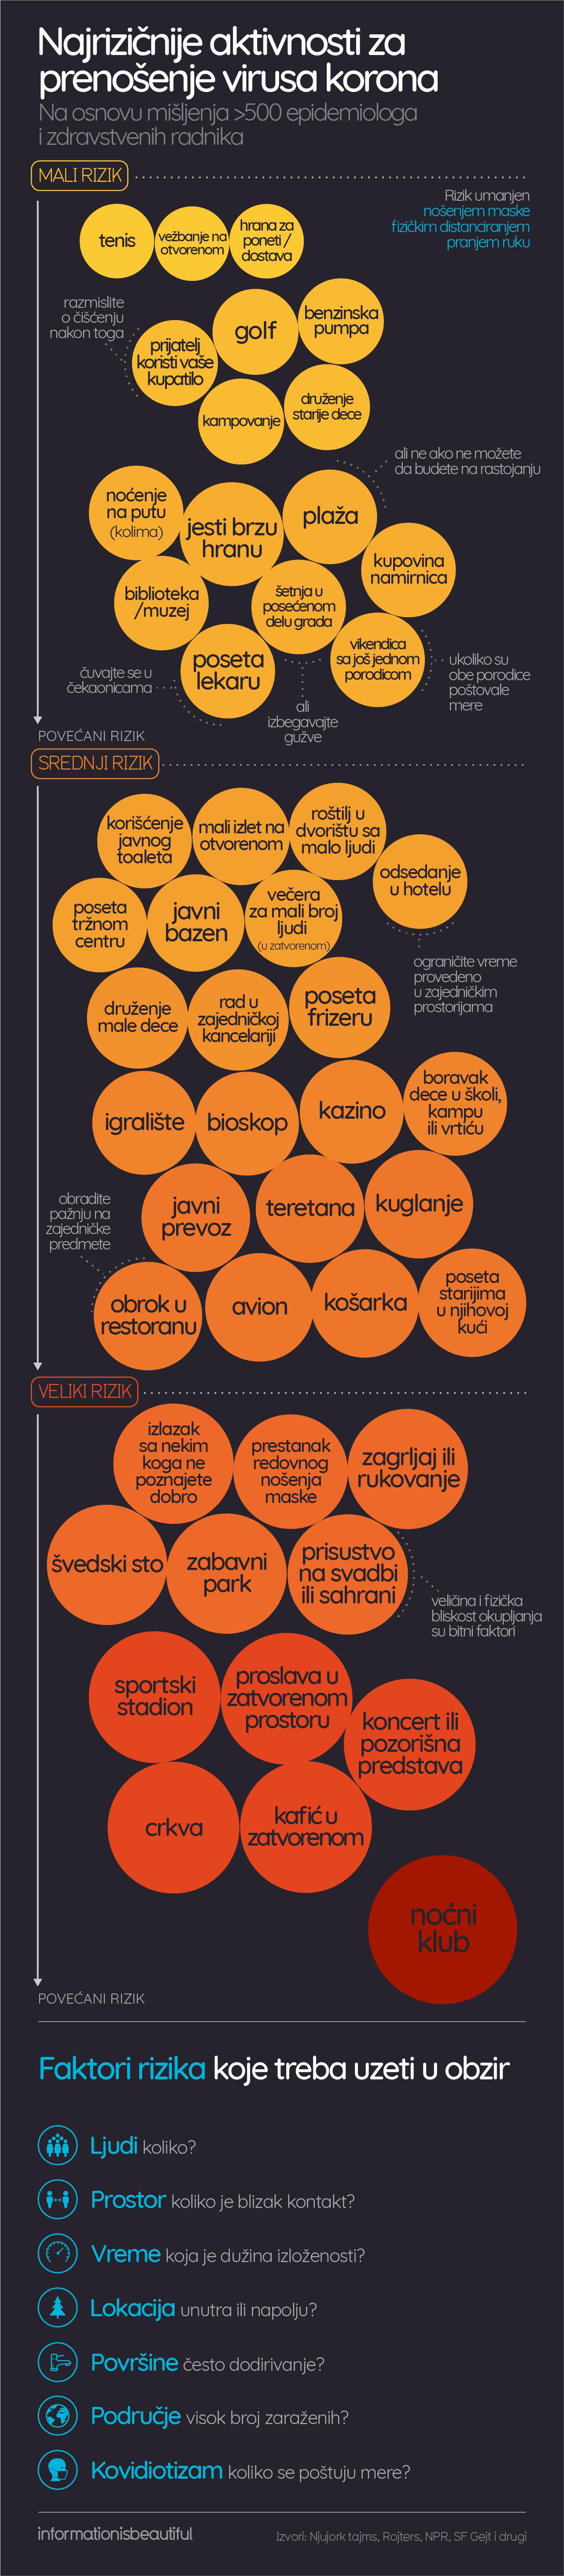 Najrizičnije aktivnosti za
prenošenje virusa korona
Na osnovu mišljenja >500 epidemiologa
i zdravstvenih radnika
MALI RIZIK
Rizik umanjen
nošenjem maske
fizičkim distanciranjem
pranjem ruku
tenis
vežbanje na
otvorenom
hrana za
poneti /
dostava
razmislite
o čišćenju
nakon toga
prijatelj
koristi vaše
kupatilo
golf
benzinska
pumpa
kampovanje
druženje
starije dece
ali ne ako ne možete
da budete na rastojanju
noćenje
na putu
(kolima)
jesti brzu
hranu
plaža
kupovina
namirnica
biblioteka
/muzej
šetnja u
posećenom
delu grada
vikendica
sa još jednom
porodicom
poseta
lekaru
čuvajte se u
čekaonicama
ali
izbegavajte
gužve
ukoliko su
obe porodice
poštovale
mere
POVEĆANI RIZIK
SREDNJI RIZIK
korišćenje
javnog
toaleta
mali izlet na
otvorenom
roštilj u
dvorištu sa
malo ljudi
odsedanje
u hotelu
poseta
tržnom
centru
javni
bazen
večera
za mali broj
ljudi
(u zatvorenom)
ograničite vreme
provedeno
u zajedničkim
prostorijama
druženje
male dece
rad u
zajedničkoj
kancelariji
poseta
frizeru
igralište
bioskop
kazino
boravak
dece u školi,
kampu
ili vrtiću
obradite
pažnju na
zajedničke
predmete
javni
prevoz
teretana
kuglanje
obrok u
restoranu
avion
košarka
poseta
starijima
u njihovoj
kući
VELIKI RIZIK
izlazak
sa nekim
koga ne
poznajete
dobro
prestanak
redovnog
nošenja
maske
zagrljaj ili
rukovanje
švedski sto
zabavni
park
prisustvo
na svadbi
ili sahrani
veličina i fizička
bliskost okupljanja
su bitni faktori
sportski
stadion
proslava u
zatvorenom
prostoru
koncert ili
pozorišna
predstava
crkva
kafić u
zatvorenom
noćni
klub
POVEĆANI RIZIK
Faktori rizika koje treba uzeti u obzir
Ljudi koliko?
Prostor koliko je blizak kontakt?
Vreme koja je dužina izloženosti?
Lokacija unutra ili napolju?
Površine često dodirivanje?
Područje visok broj zaraženih?
Kovidiotizam koliko se poštuju mere?
informationisbeautiful
Izvori: Njujork tajms, Rojters, NPR, SF Gejt i drugi